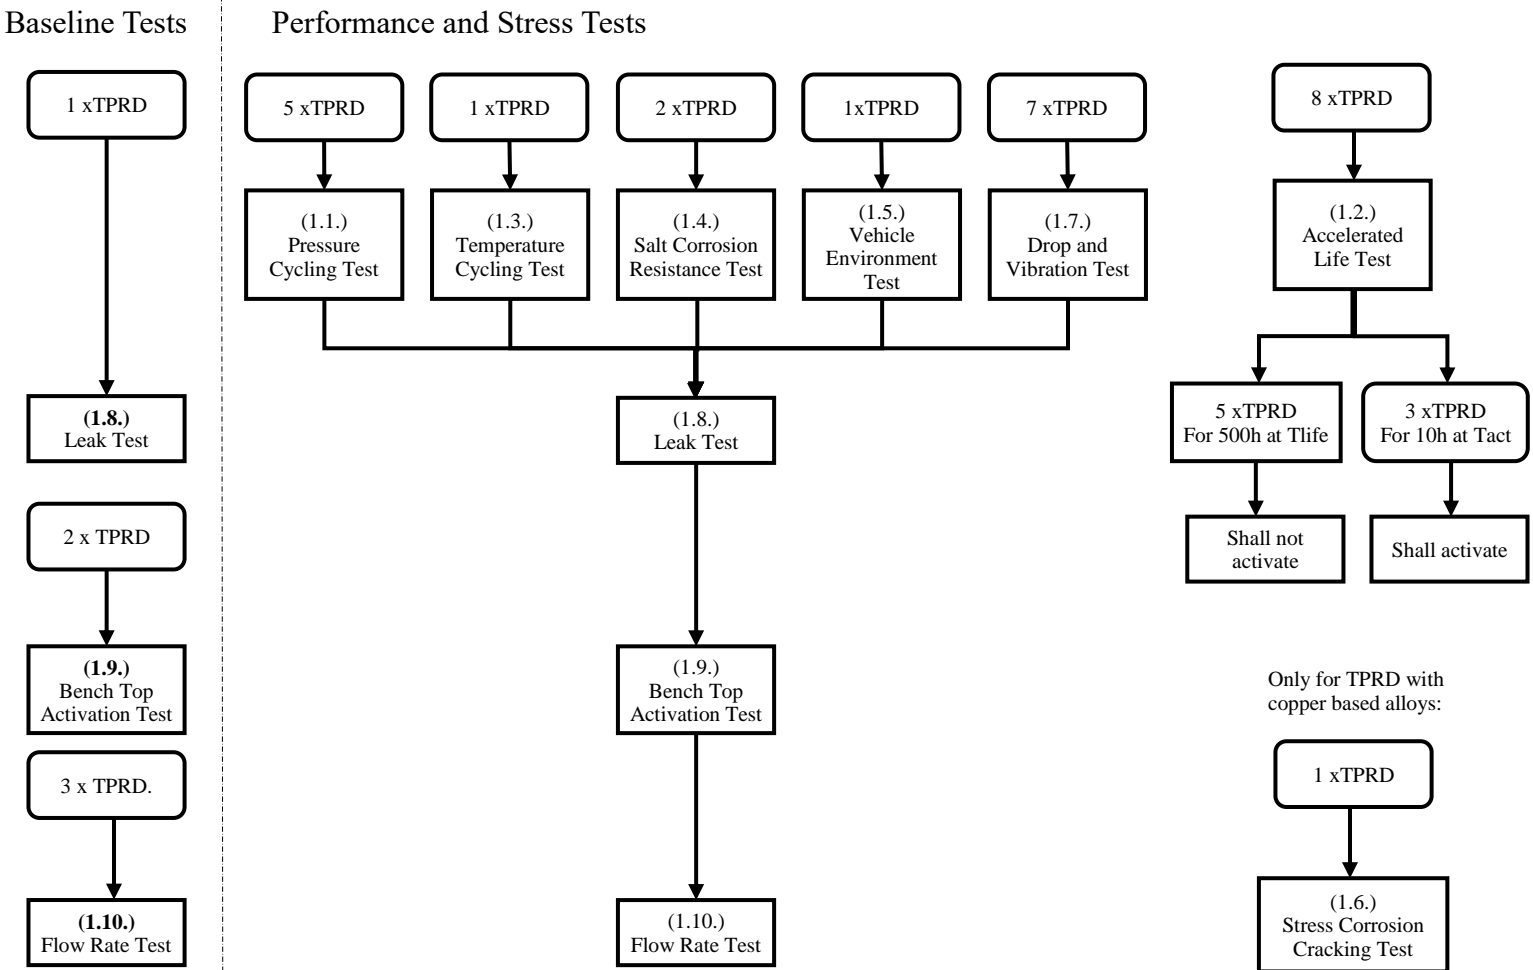 Baseline Tests
Performance and Stress Tests
1 xTPRD
(1.8.)
Leak Test
2 x TPRD
(1.9.)
Bench Top
Activation Test
3 x TPRD.
(1.10.)
Flow Rate Test
5 xTPRD
(1.1.)
Pressure
Cycling Test
1 xTPRD
(1.3.)
Temperature
Cycling Test
2 xTPRD
(1.4.)
Salt Corrosion
Resistance Test
1xTPRD
(1.5.)
Vehicle
Environment
Test
7 xTPRD
(1.7.)
Drop and
Vibration Test
(1.8.)
Leak Test
(1.9.)
Bench Top
Activation Test
(1.10.)
Flow Rate Test
8 xTPRD
(1.2.)
Accelerated
Life Test
5 xTPRD
For 500h at Tlife
Shall not
activate
3 xTPRD
For 10h at Tact
Shall activate
Only for TPRD with
copper based alloys:
1 xTPRD
(1.6.)
Stress Corrosion
Cracking Test